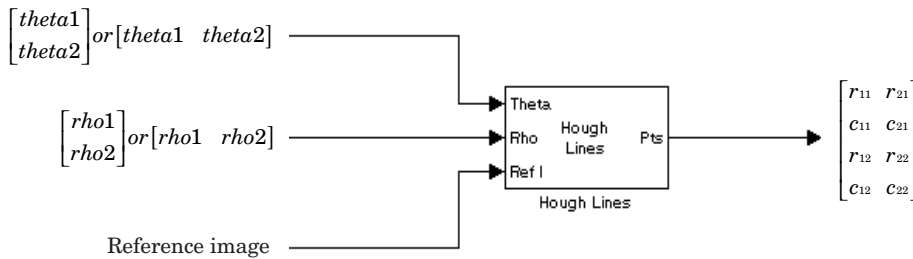 [theta1
theta2] or [theta1 theta2]
[rho1
rho2] or [rho1 rho2]
Reference image
Theta
Rho
Ref I
Hough
Lines
Pts
Hough Lines
r11 r21
c11 c21
r12 r22
c12 c22